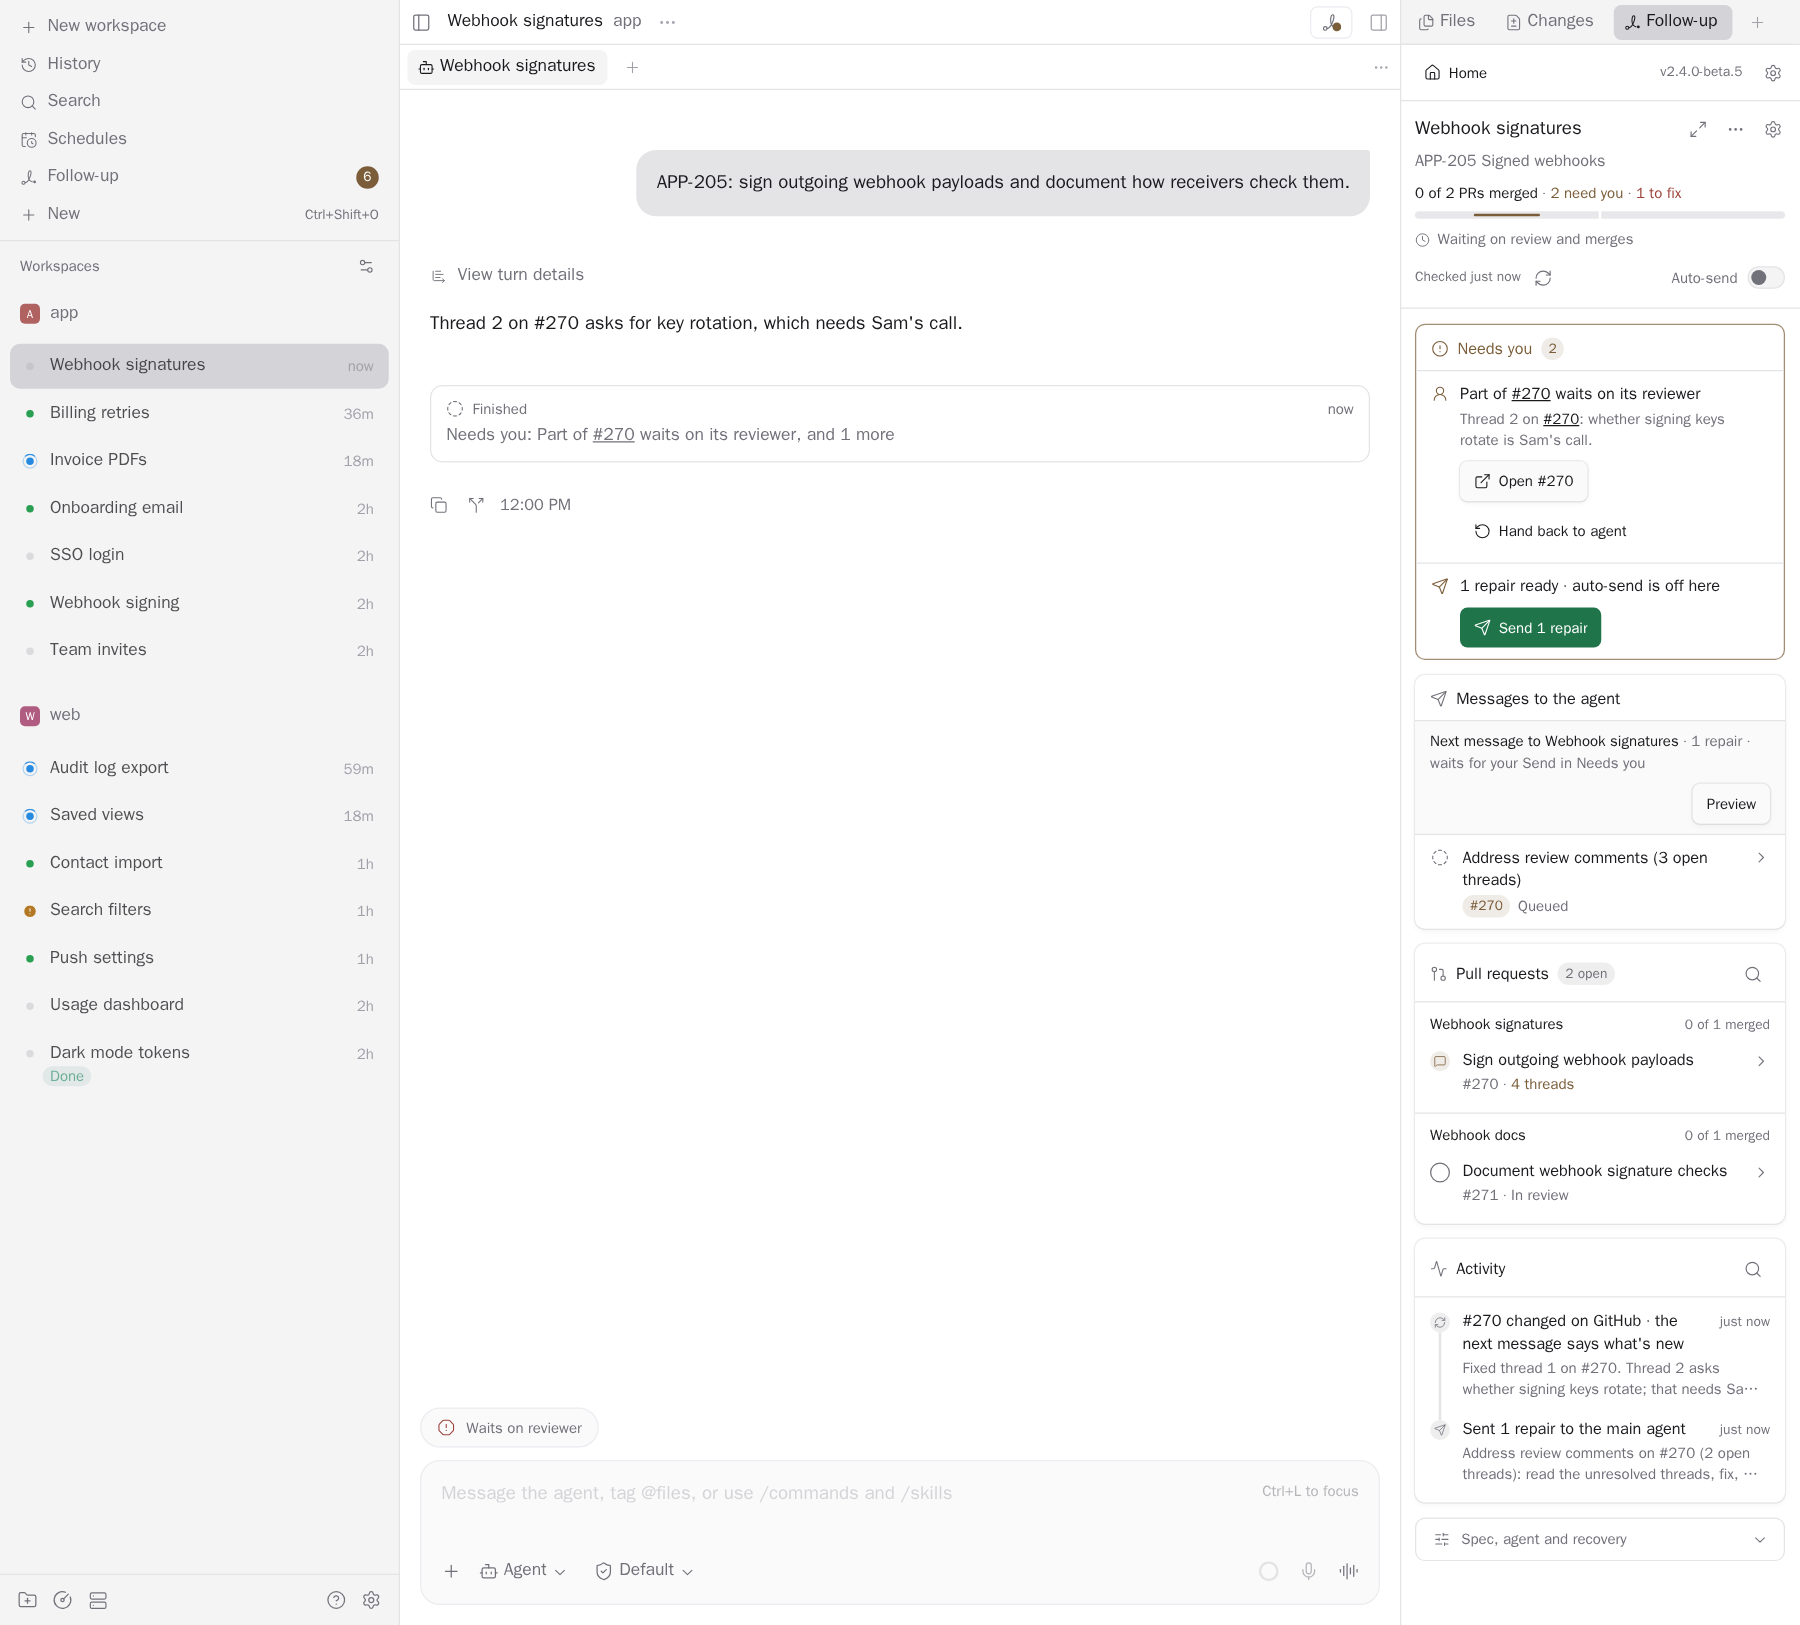 New workspace
History
Search
Schedules
Follow-up 6
New Ctrl+Shift+O
Workspaces
A app
Webhook signatures now
Billing retries 36m
Invoice PDFs 18m
Onboarding email 2h
SSO login 2h
Webhook signing 2h
Team invites 2h
W web
Audit log export 59m
Saved views 18m
Contact import 1h
Search filters 1h
Push settings 1h
Usage dashboard 2h
Dark mode tokens 2h
Done
Webhook signatures app
Webhook signatures
APP-205: sign outgoing webhook payloads and document how receivers check them.
View turn details
Thread 2 on #270 asks for key rotation, which needs Sam's call.
Finished now
Needs you: Part of #270 waits on its reviewer, and 1 more
12:00 PM
Waits on reviewer
Message the agent, tag @files, or use /commands and /skills
Ctrl+L to focus
Agent Default
Files Changes Follow-up
Home v2.4.0-beta.5
Webhook signatures
APP-205 Signed webhooks
0 of 2 PRs merged · 2 need you · 1 to fix
Waiting on review and merges
Checked just now Auto-send
Needs you 2
Part of #270 waits on its reviewer
Thread 2 on #270: whether signing keys
rotate is Sam's call.
Open #270
Hand back to agent
1 repair ready · auto-send is off here
Send 1 repair
Messages to the agent
Next message to Webhook signatures · 1 repair ·
waits for your Send in Needs you
Preview
Address review comments (3 open
threads)
#270 Queued
Pull requests 2 open
Webhook signatures 0 of 1 merged
Sign outgoing webhook payloads
#270 · 4 threads
Webhook docs 0 of 1 merged
Document webhook signature checks
#271 · In review
Activity
#270 changed on GitHub · the just now
next message says what's new
Fixed thread 1 on #270. Thread 2 asks
whether signing keys rotate; that needs Sa···
Sent 1 repair to the main agent just now
Address review comments on #270 (2 open
threads): read the unresolved threads, fix, ···
Spec, agent and recovery